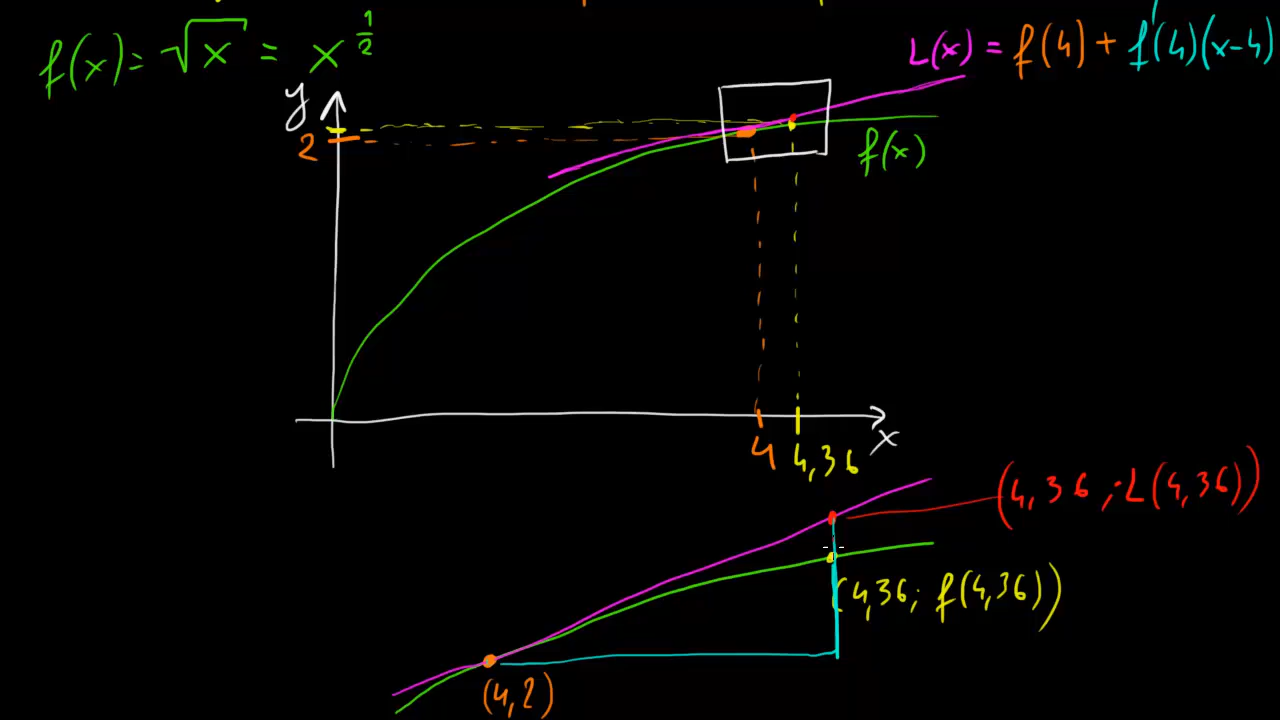 f(x) = √x = x^(1/2)
L(x) = f(4) + f'(4)(x-4)
y
2
f(x)
4
4,36
x
(4,36 ; L(4,36))
(4,36; f(4,36))
(4,2)